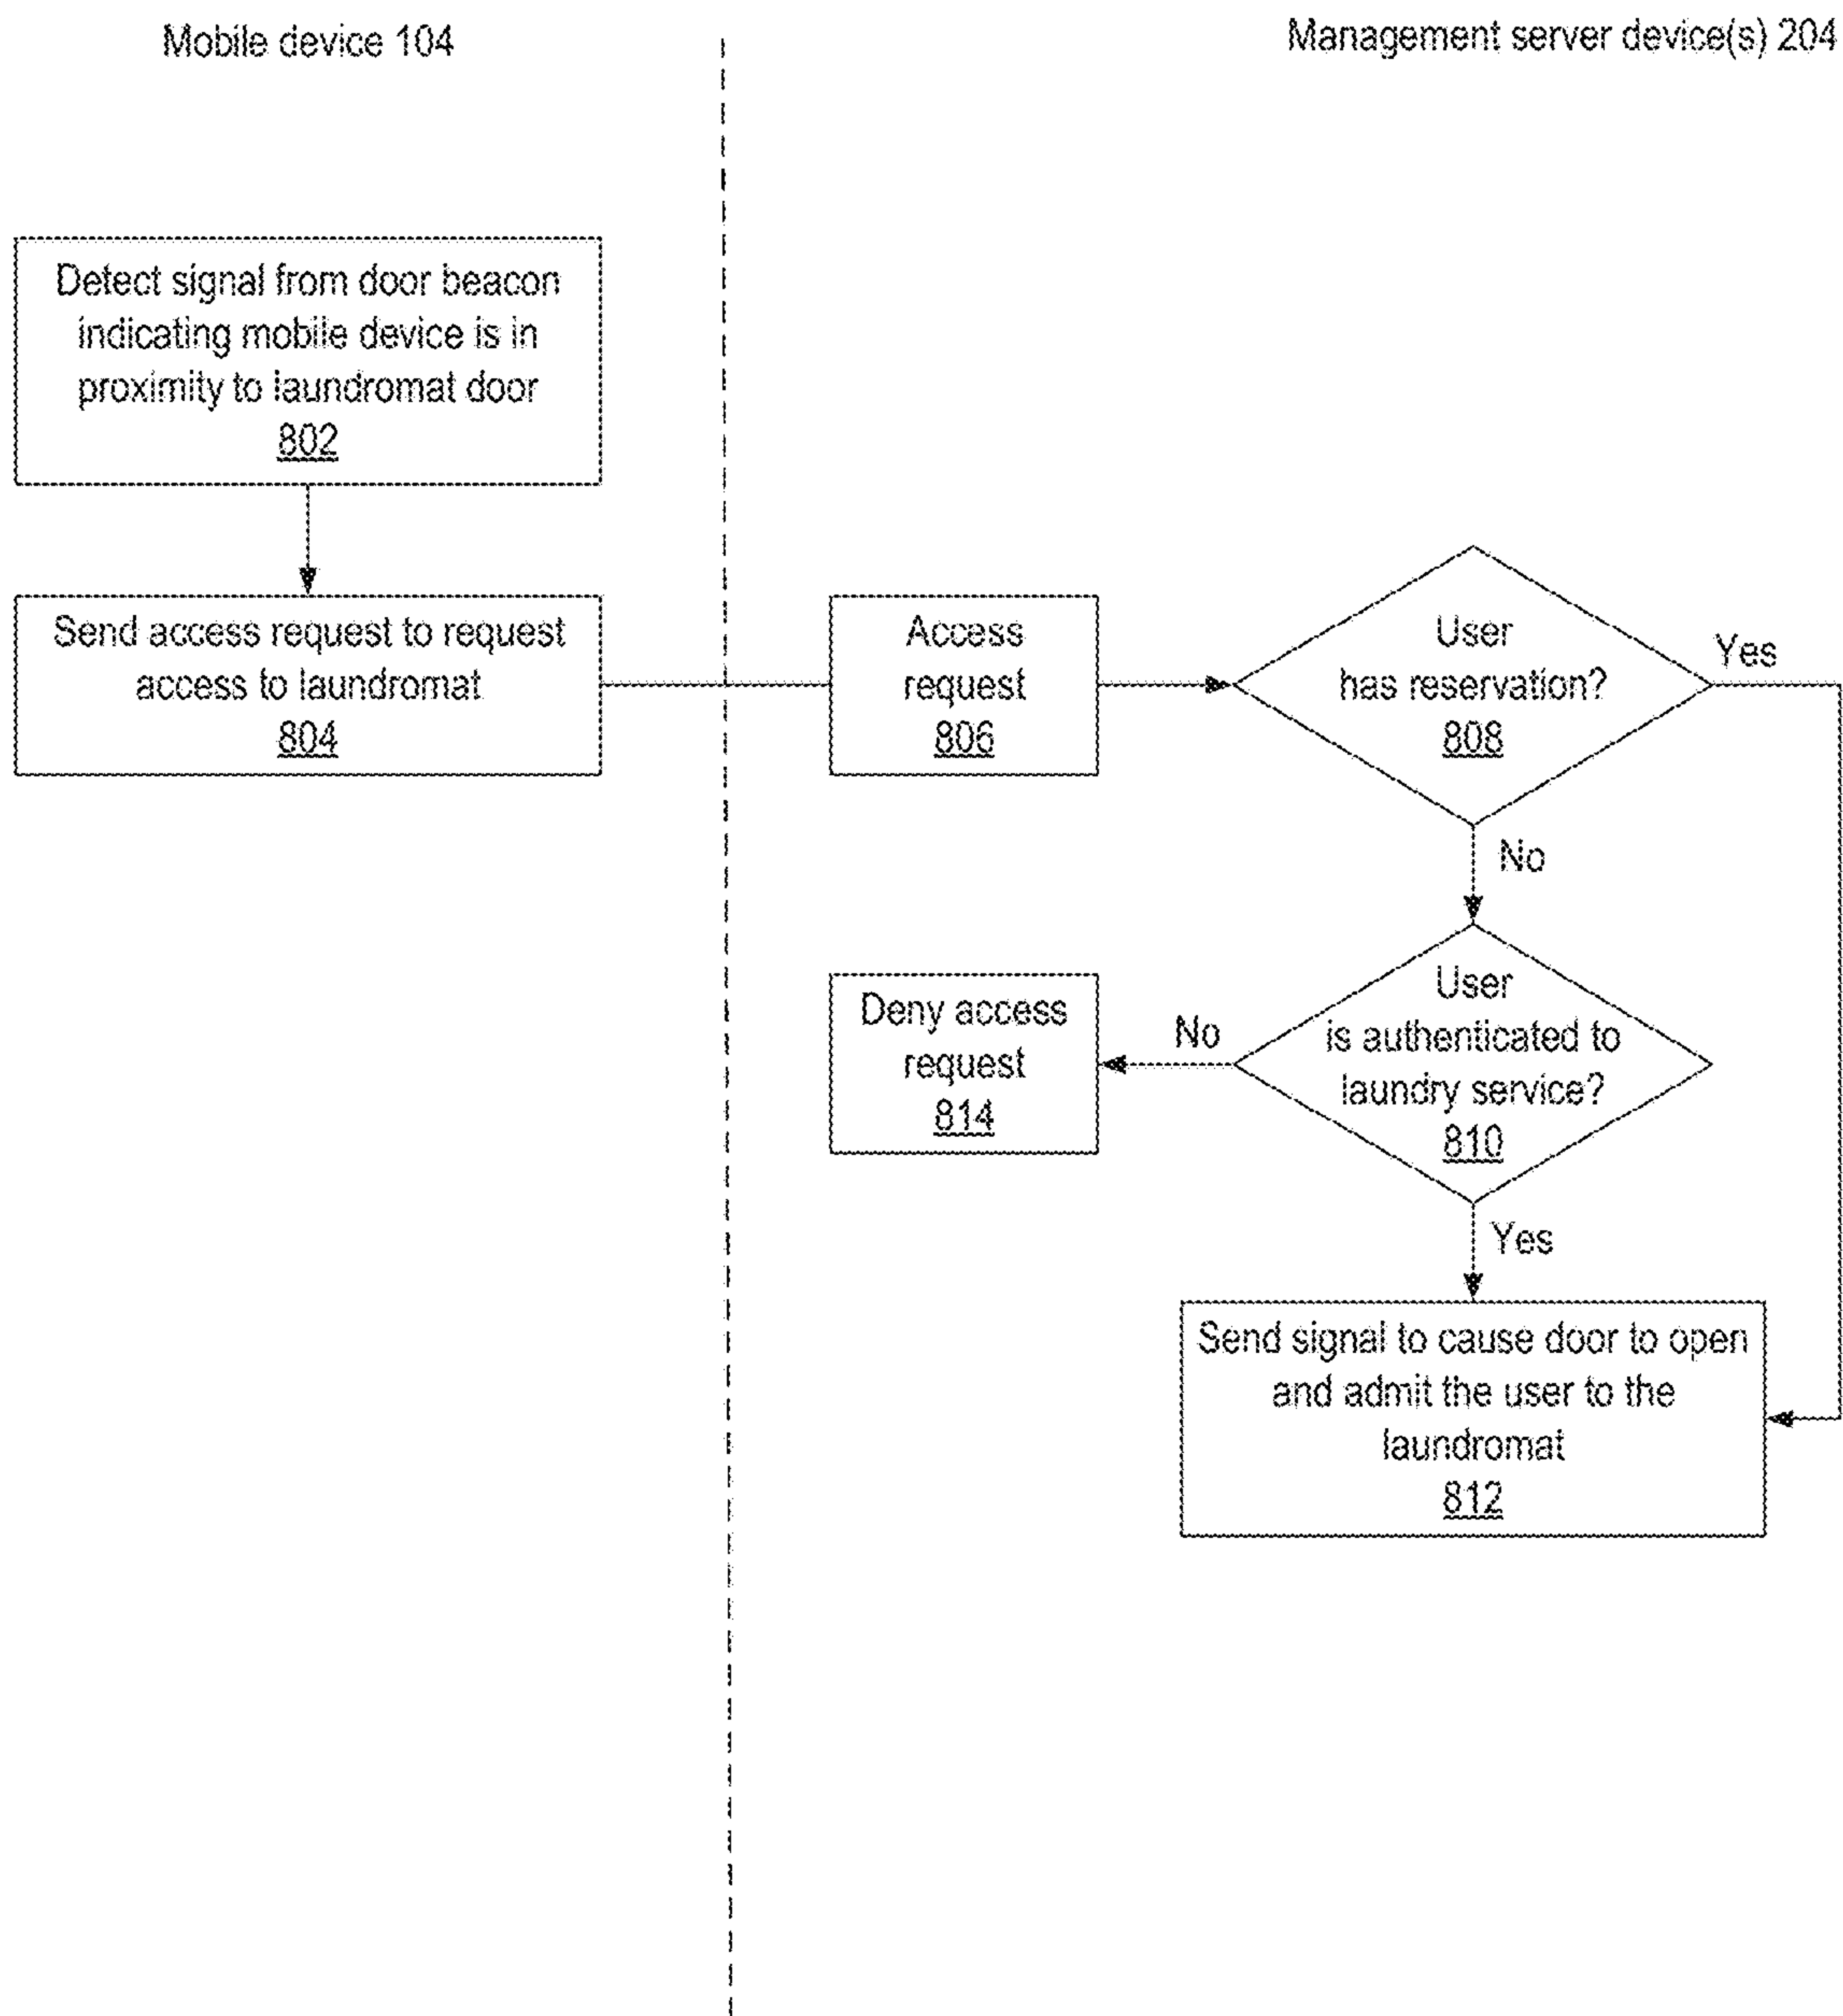 Mobile device 104
Management server device(s) 204
Detect signal from door beacon
indicating mobile device is in
proximity to laundromat door
802
Send access request to request
access to laundromat
804
Access
request
806
User
has reservation?
808
Yes
No
User
is authenticated to
laundry service?
810
No
Deny access
request
814
Yes
Send signal to cause door to open
and admit the user to the
laundromat
812